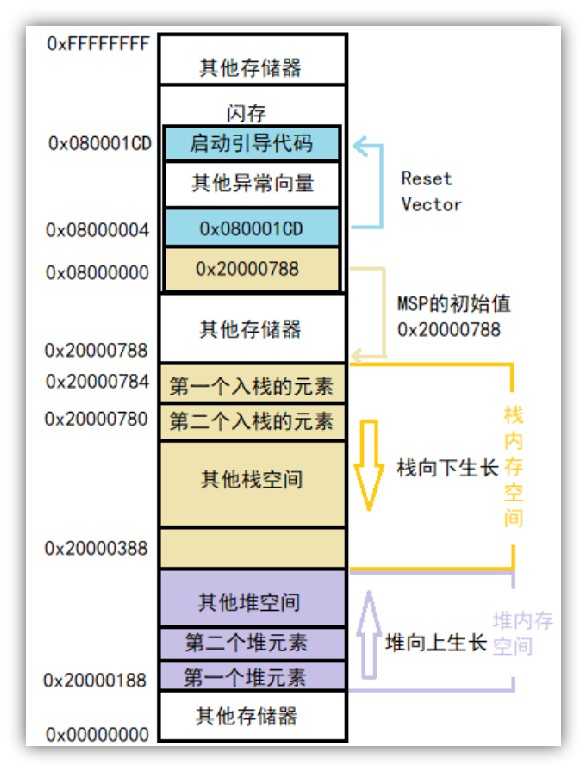 0xFFFFFFFF
其他存储器
闪存
0x080001CD
启动引导代码
其他异常向量
Reset
Vector
0x08000004
0x080001CD
0x08000000
0x20000788
MSP的初始值
0x20000788
其他存储器
0x20000788
0x20000784
第一个入栈的元素
0x20000780
第二个入栈的元素
栈内存空间
其他栈空间
栈向下生长
0x20000388
其他堆空间
第二个堆元素
堆向上生长
堆内存
空间
0x20000188
第一个堆元素
其他存储器
0x00000000